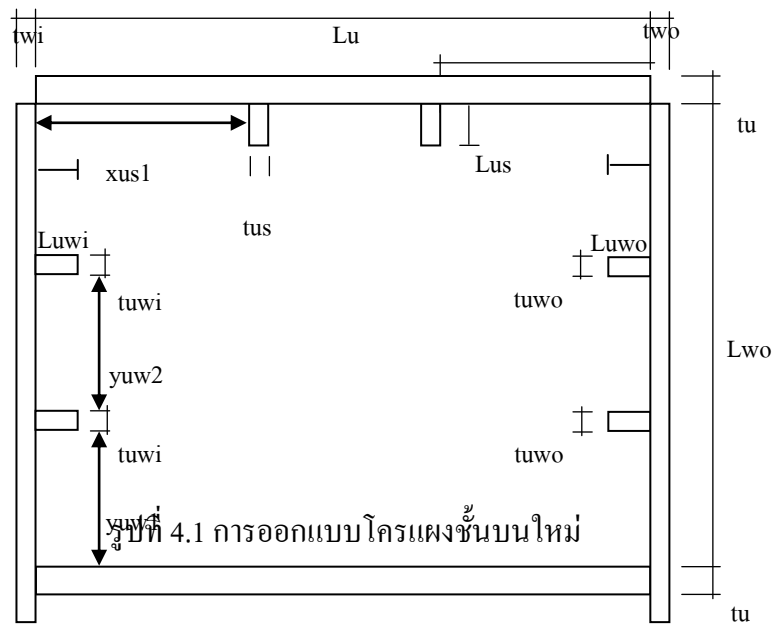 twi Lu two
tu
xus1 Lus
tus
Luwi Luwo
tuwi tuwo
Lwo
yuw2
tuwi tuwo
รูปที่ 4.1 การออกแบบโครแผงชั้นบนใหม่
tu